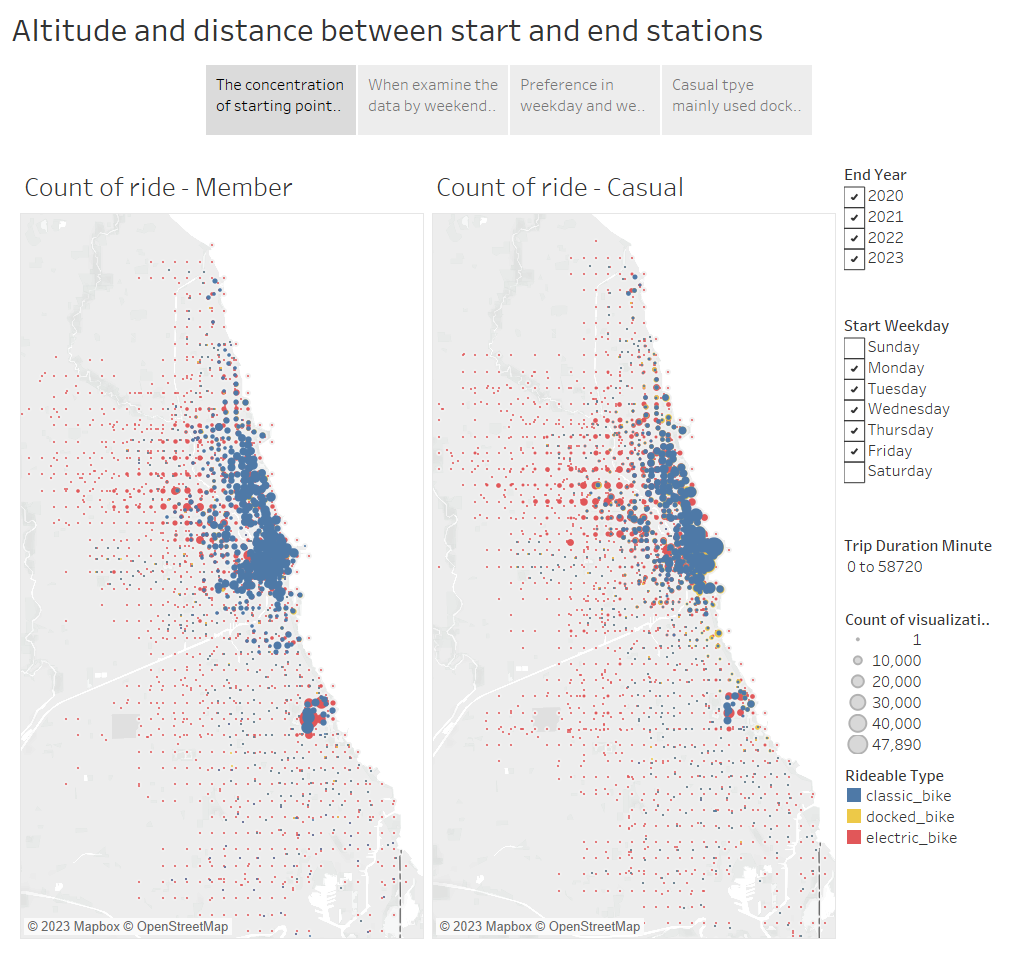 Altitude and distance between start and end stations
The concentration
of starting point..
When examine the
data by weekend..
Preference in
weekday and we..
Casual tpye
mainly used dock..
Count of ride - Member
Count of ride - Casual
© 2023 Mapbox © OpenStreetMap
© 2023 Mapbox © OpenStreetMap
End Year
2020
2021
2022
2023
Start Weekday
Sunday
Monday
Tuesday
Wednesday
Thursday
Friday
Saturday
Trip Duration Minute
0 to 58720
Count of visualizati..
1
10,000
20,000
30,000
40,000
47,890
Rideable Type
classic_bike
docked_bike
electric_bike